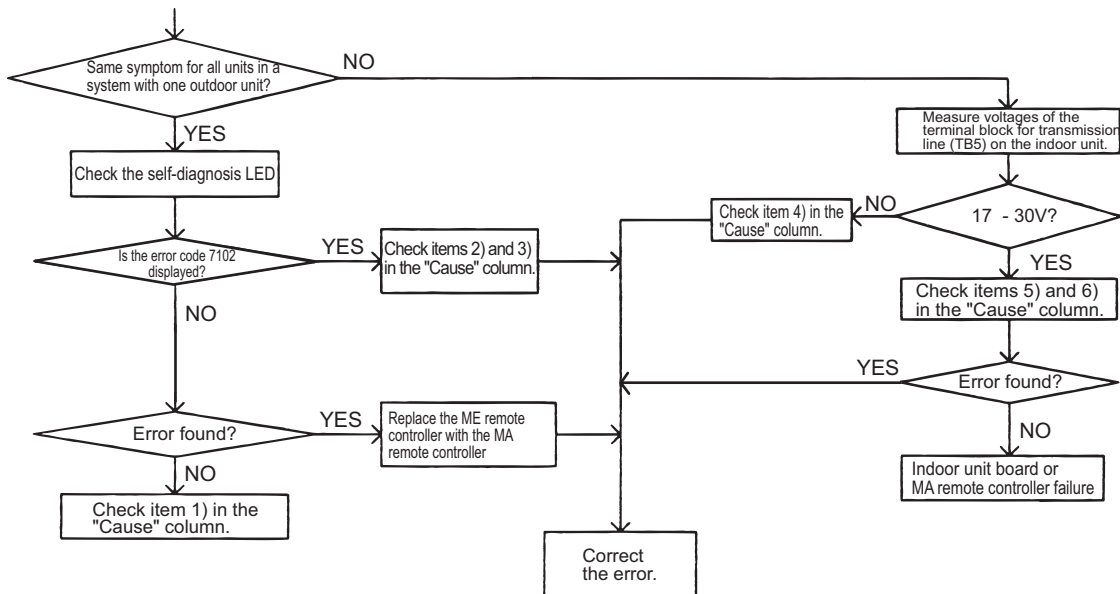 Same symptom for all units in a
system with one outdoor unit?
NO
YES
Check the self-diagnosis LED
Is the error code 7102
displayed?
YES
Check items 2) and 3)
in the "Cause" column.
NO
Error found?
YES
Replace the ME remote
controller with the MA
remote controller
NO
Check item 1) in the
"Cause" column.
Measure voltages of the
terminal block for transmission
line (TB5) on the indoor unit.
17 - 30V?
NO
Check item 4) in the
"Cause" column.
YES
Check items 5) and 6)
in the "Cause" column.
Error found?
YES
NO
Indoor unit board or
MA remote controller failure
Correct
the error.